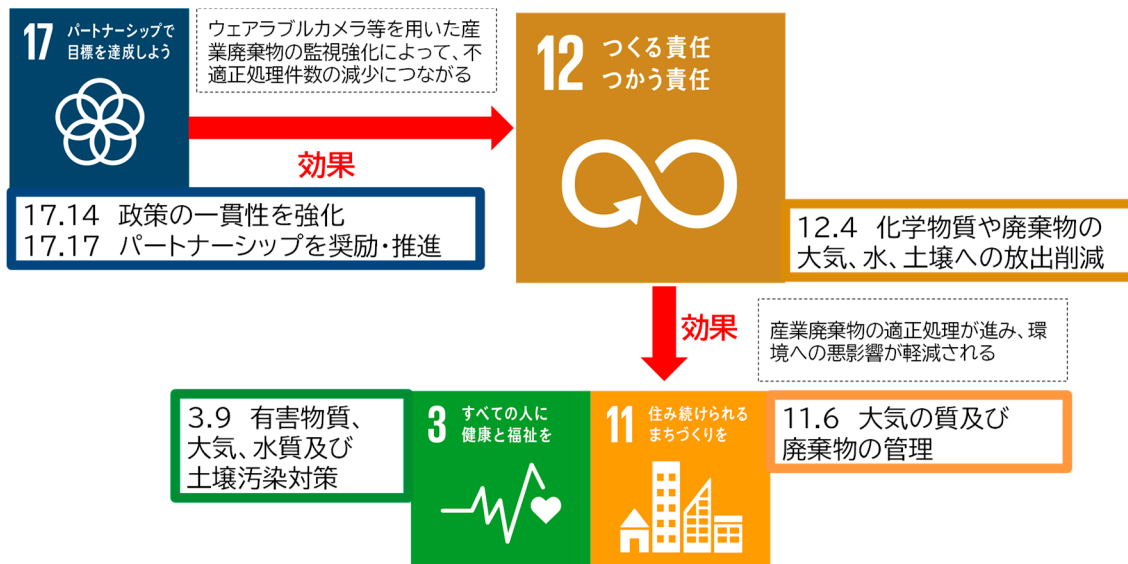 17 パートナーシップで
目標を達成しよう
ウェアラブルカメラ等を用いた産
業廃棄物の監視強化によって、不
適正処理件数の減少につながる
効果
17.14 政策の一貫性を強化
17.17 パートナーシップを奨励・推進
12 つくる責任
つかう責任
12.4 化学物質や廃棄物の
大気、水、土壌への放出削減
効果
産業廃棄物の適正処理が進み、環
境への悪影響が軽減される
3.9 有害物質、
大気、水質及び
土壌汚染対策
3 すべての人に
健康と福祉を
11 住み続けられる
まちづくりを
11.6 大気の質及び
廃棄物の管理